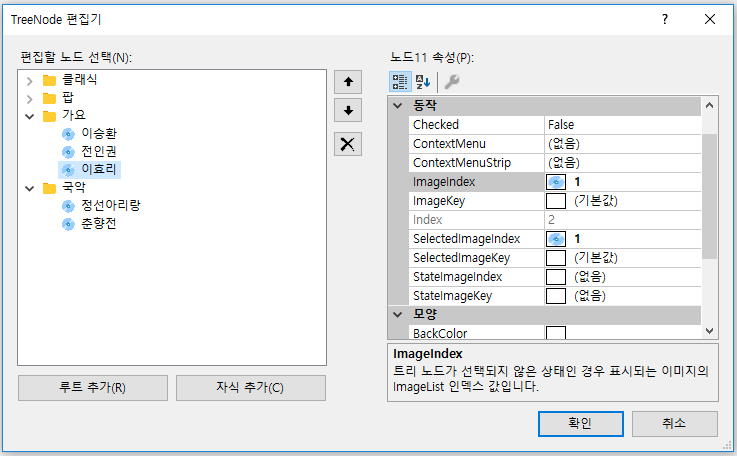 TreeNode 편집기
?
편집할 노드 선택(N):
클래식
팝
가요
이승환
전인권
이효리
국악
정선아리랑
춘향전
루트 추가(R)
자식 추가(C)
노드11 속성(P):
A
Z
동작
Checked False
ContextMenu (없음)
ContextMenuStrip (없음)
ImageIndex 1
ImageKey (기본값)
Index 2
SelectedImageIndex 1
SelectedImageKey (기본값)
StateImageIndex (없음)
StateImageKey (없음)
모양
BackColor
ImageIndex
트리 노드가 선택되지 않은 상태인 경우 표시되는 이미지의
ImageList 인덱스 값입니다.
확인
취소